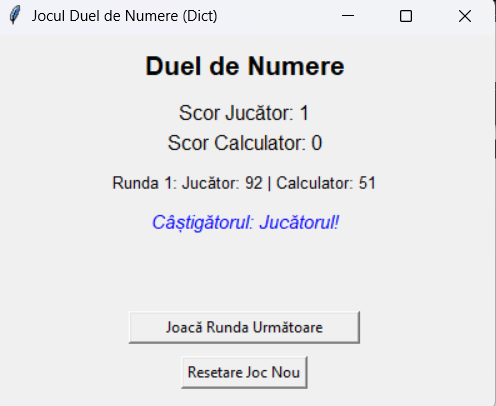 Jocul Duel de Numere (Dict)
Duel de Numere
Scor Jucător: 1
Scor Calculator: 0
Runda 1: Jucător: 92 | Calculator: 51
Câștigătorul: Jucătorul!
Joacă Runda Următoare
Resetare Joc Nou